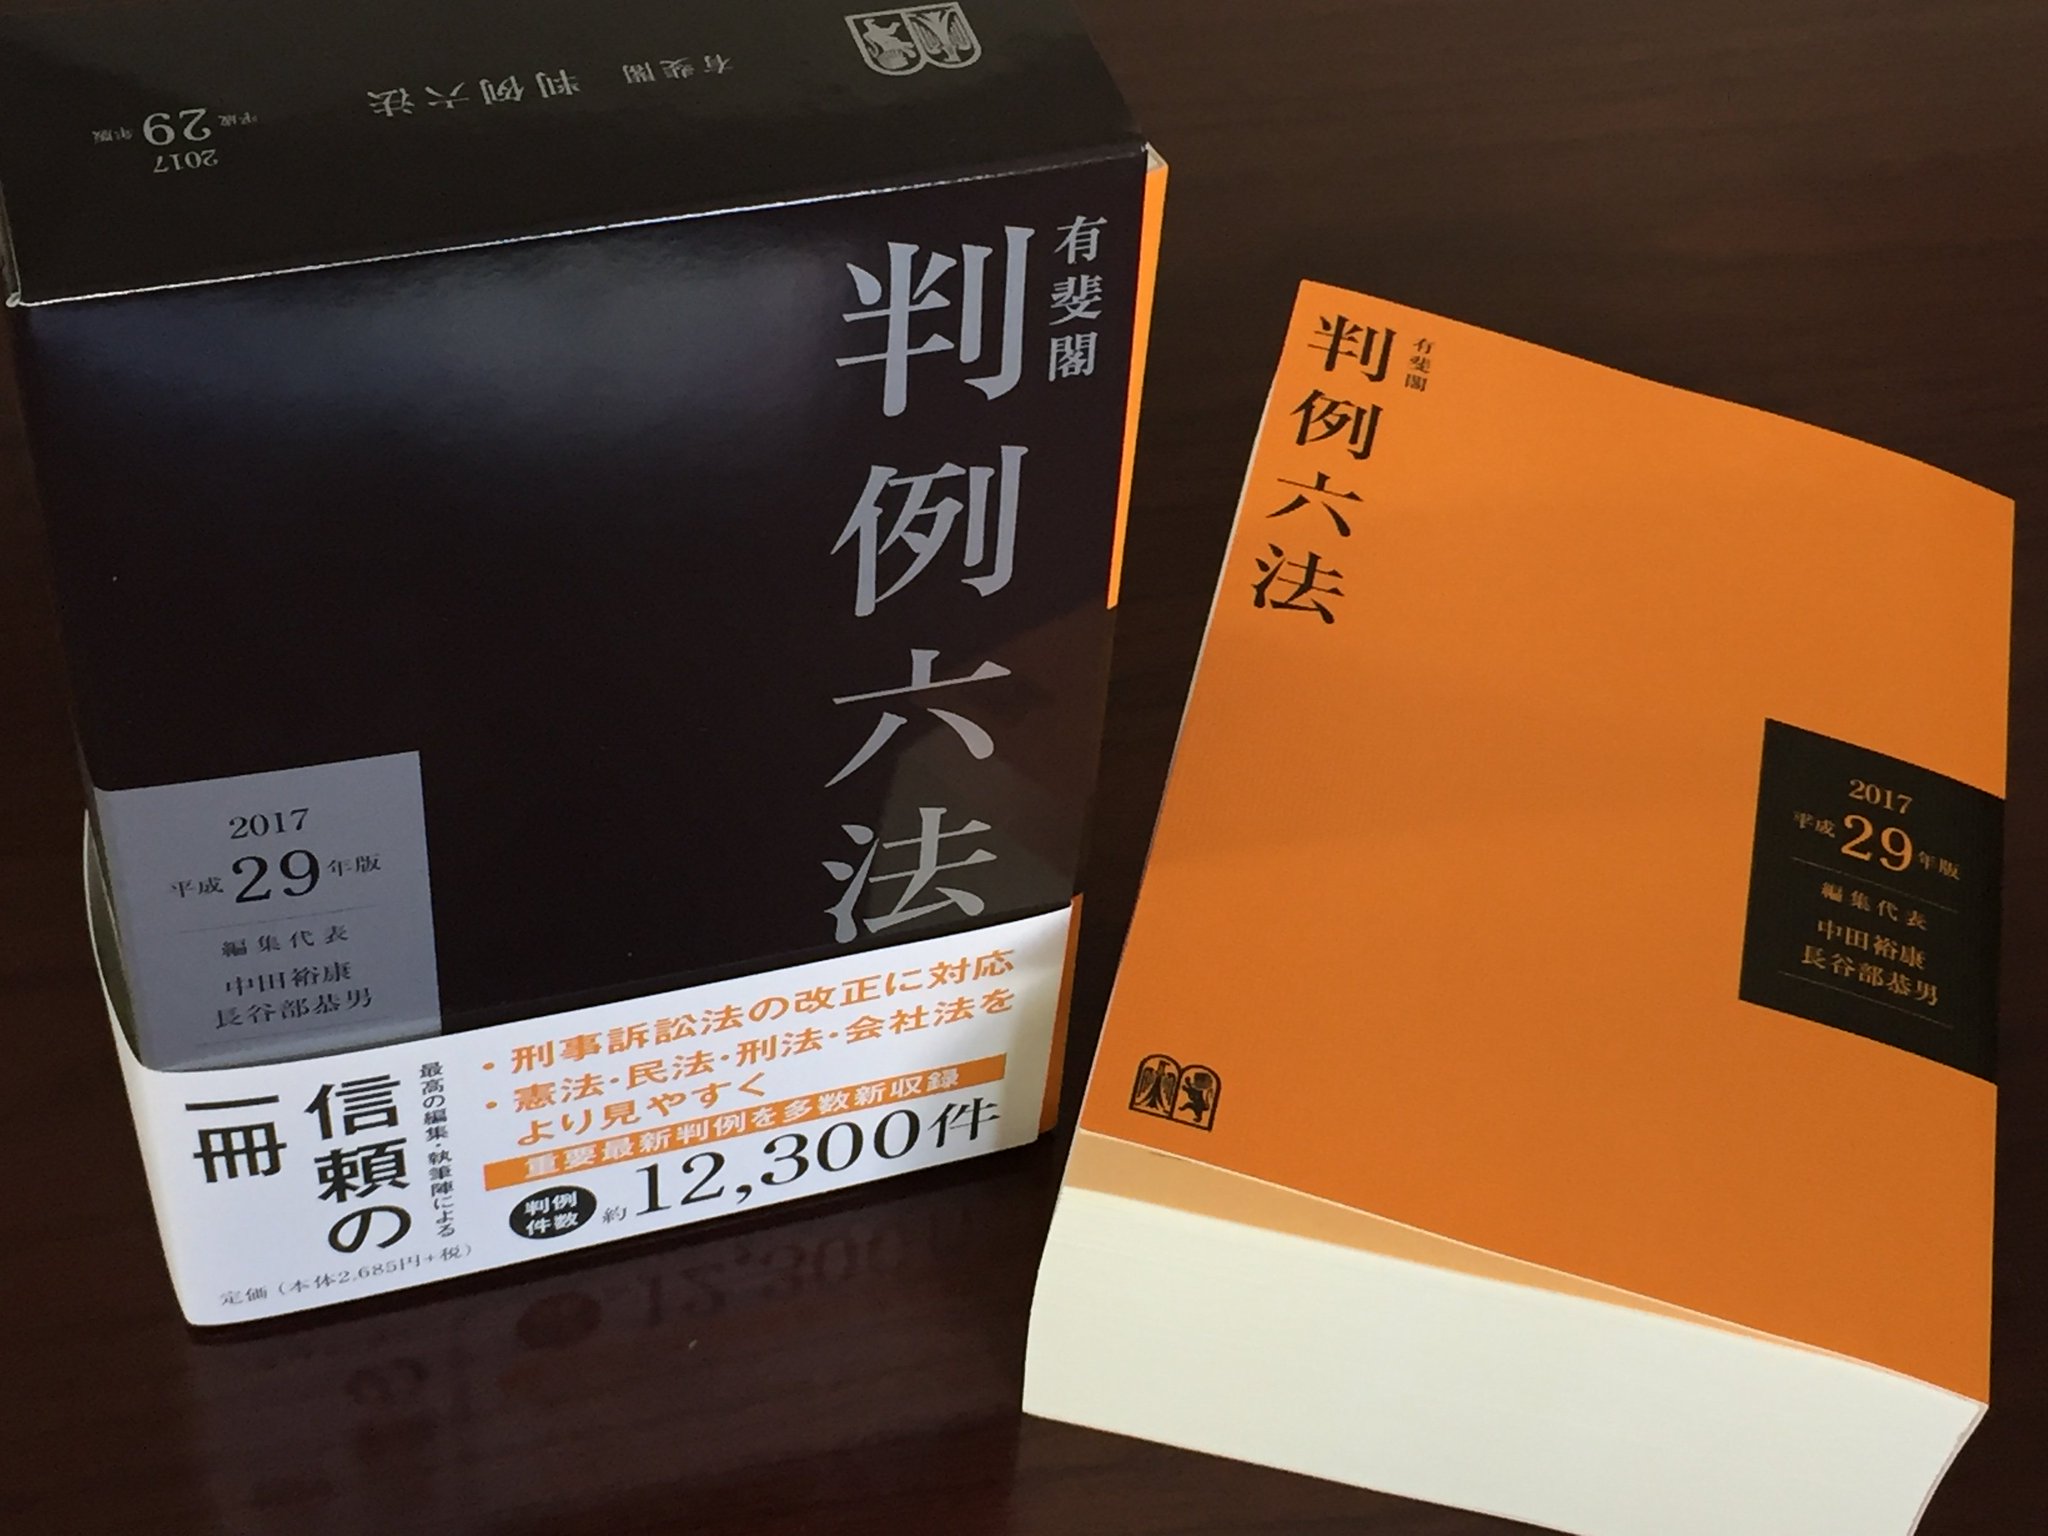 有斐閣 判例六法
2017
平成29年版
有斐閣
判例六法
2017
平成29年版
編集代表
中田裕康
長谷部恭男
・刑事訴訟法の改正に対応
・憲法・民法・刑法・会社法を
より見やすく
重要最新判例を多数新収録
判例
件数
約12,300件
最高の編集・執筆陣による
信頼の
一冊
定価(本体2,685円+税)
有斐閣
判例六法
2017
平成29年版
編集代表
中田裕康
長谷部恭男